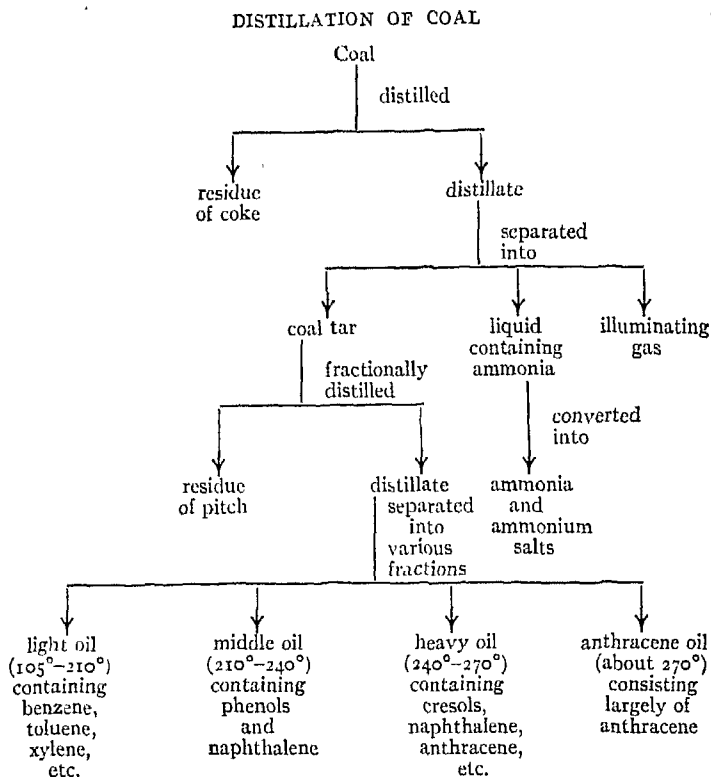 DISTILLATION OF COAL
Coal
distilled
residue
of coke
distillate
separated
into
coal tar
liquid
containing
ammonia
illuminating
gas
fractionally
distilled
converted
into
residue
of pitch
distillate
separated
into
various
fractions
ammonia
and
ammonium
salts
light oil
(105°–210°)
containing
benzene,
toluene,
xylene,
etc.
middle oil
(210°–240°)
containing
phenols
and
naphthalene
heavy oil
(240°–270°)
containing
cresols,
naphthalene,
anthracene,
etc.
anthracene oil
(about 270°)
consisting
largely of
anthracene